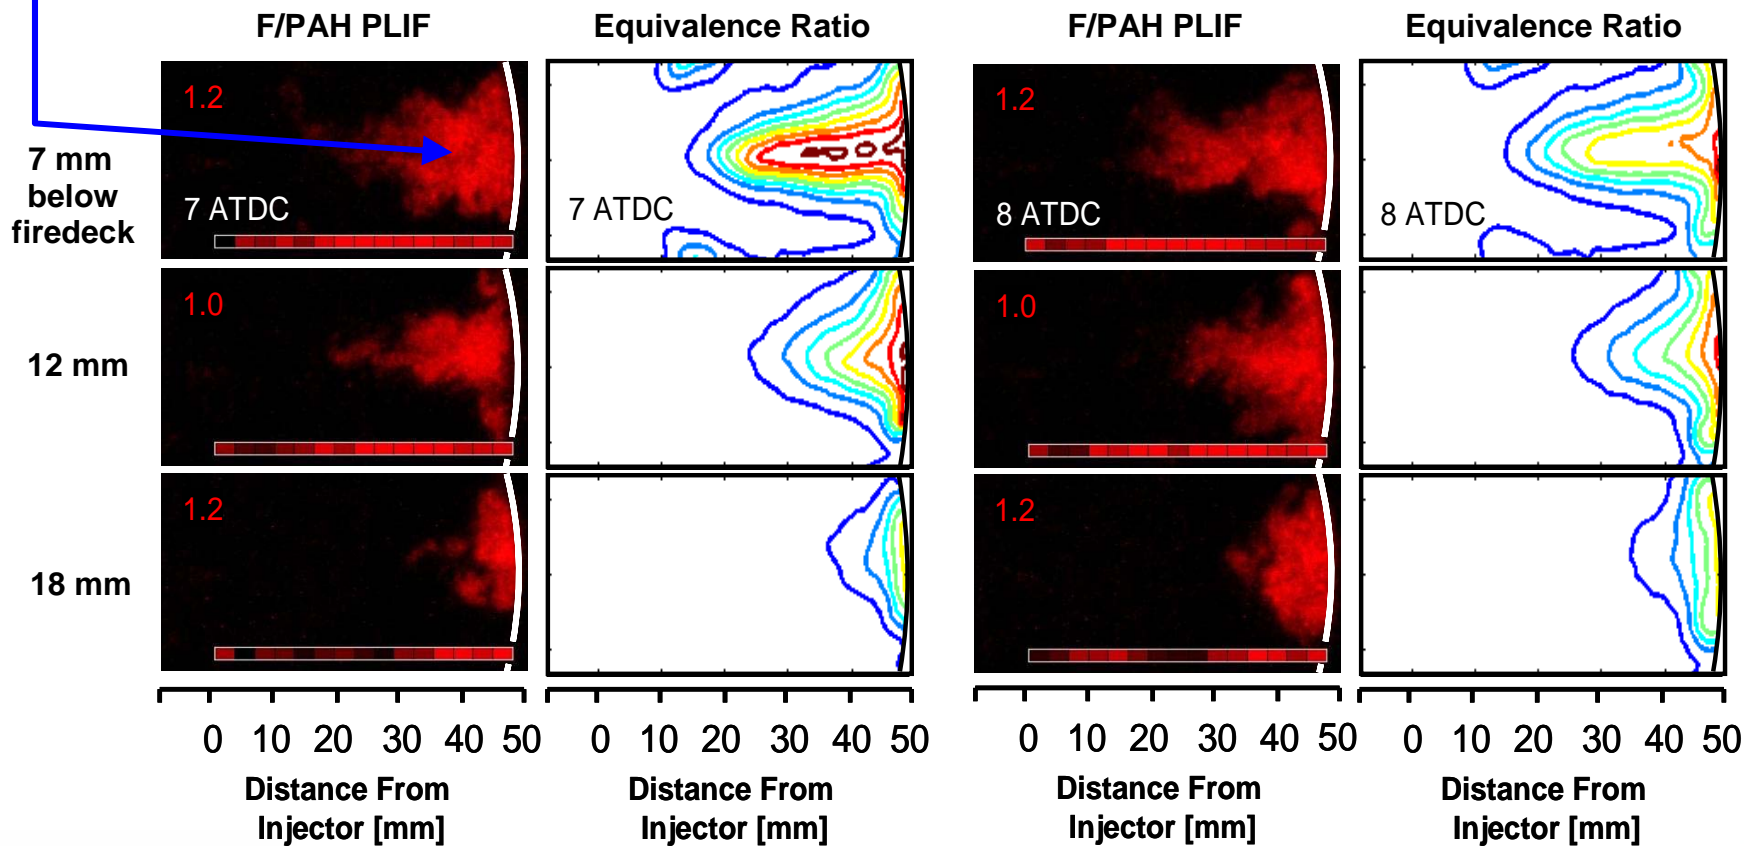 F/PAH PLIF
Equivalence Ratio
F/PAH PLIF
Equivalence Ratio
7 mm
below
firedeck
1.2
7 ATDC
7 ATDC
1.2
8 ATDC
8 ATDC
12 mm
1.0
1.0
18 mm
1.2
1.2
0 10 20 30 40 50
0 10 20 30 40 50
0 10 20 30 40 50
0 10 20 30 40 50
Distance From
Injector [mm]
Distance From
Injector [mm]
Distance From
Injector [mm]
Distance From
Injector [mm]